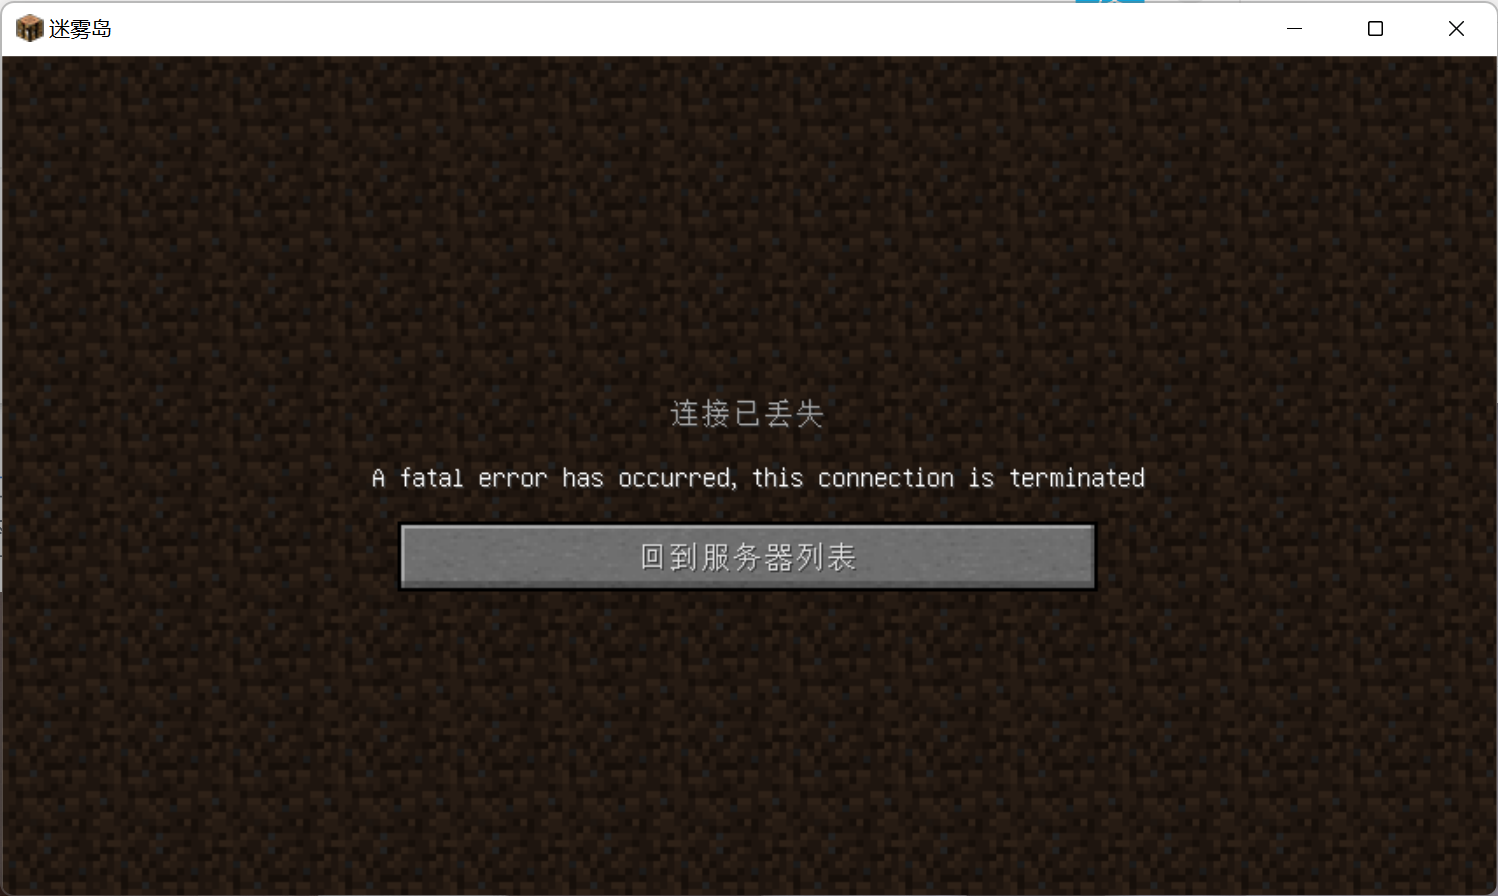 迷雾岛
连接已丢失
A fatal error has occurred, this connection is terminated
回到服务器列表